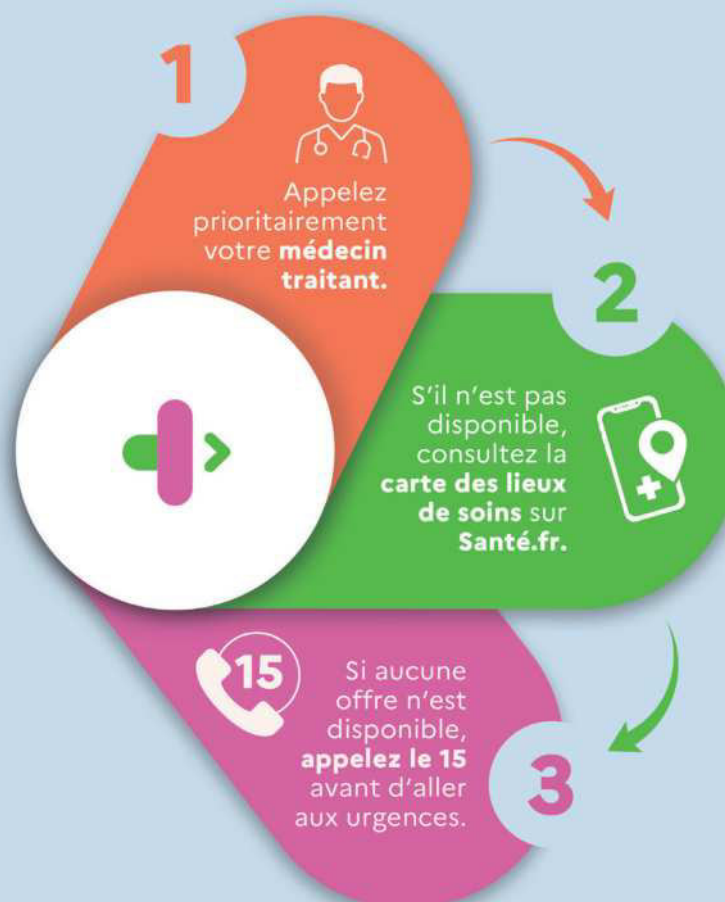 1
Appelez
prioritairement
votre médecin
traitant.
2
S'il n'est pas
disponible,
consultez la
carte des lieux
de soins sur
Santé.fr.
15
Si aucune
offre n'est
disponible,
appelez le 15
avant d'aller
aux urgences.
3